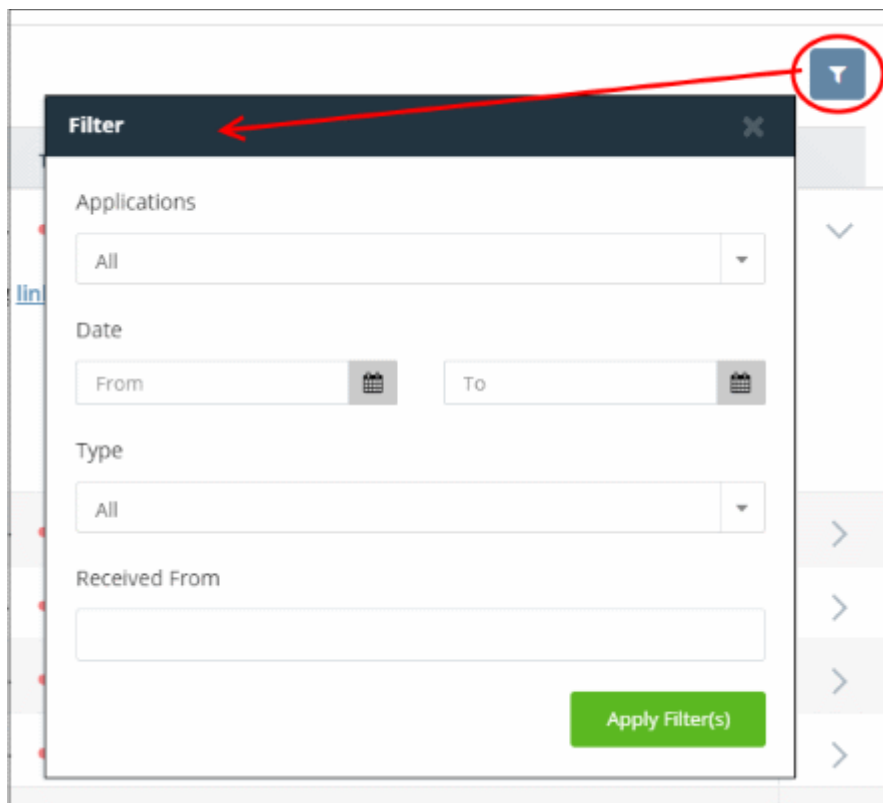 Filter
Applications
All
Date
From
To
Type
All
Received From
Apply Filter(s)